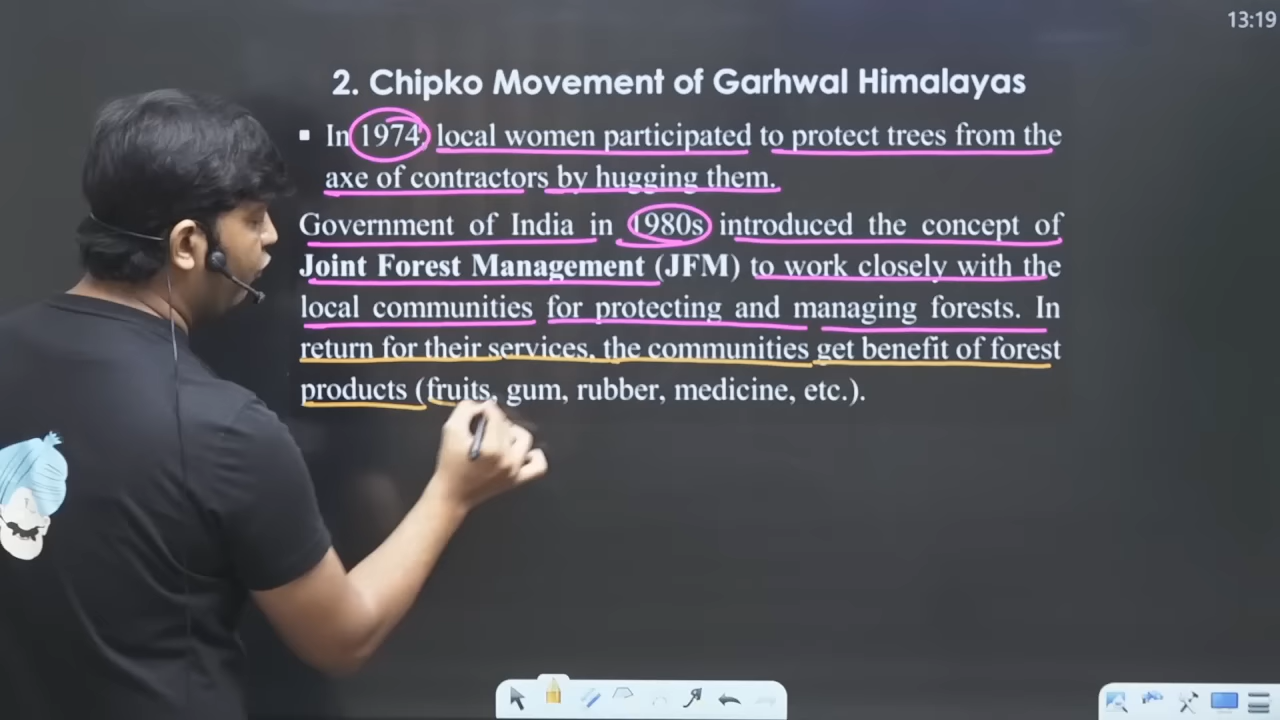 13:19
2. Chipko Movement of Garhwal Himalayas
▪ In 1974, local women participated to protect trees from the
axe of contractors by hugging them.
Government of India in 1980s introduced the concept of
Joint Forest Management (JFM) to work closely with the
local communities for protecting and managing forests. In
return for their services, the communities get benefit of forest
products (fruits, gum, rubber, medicine, etc.).